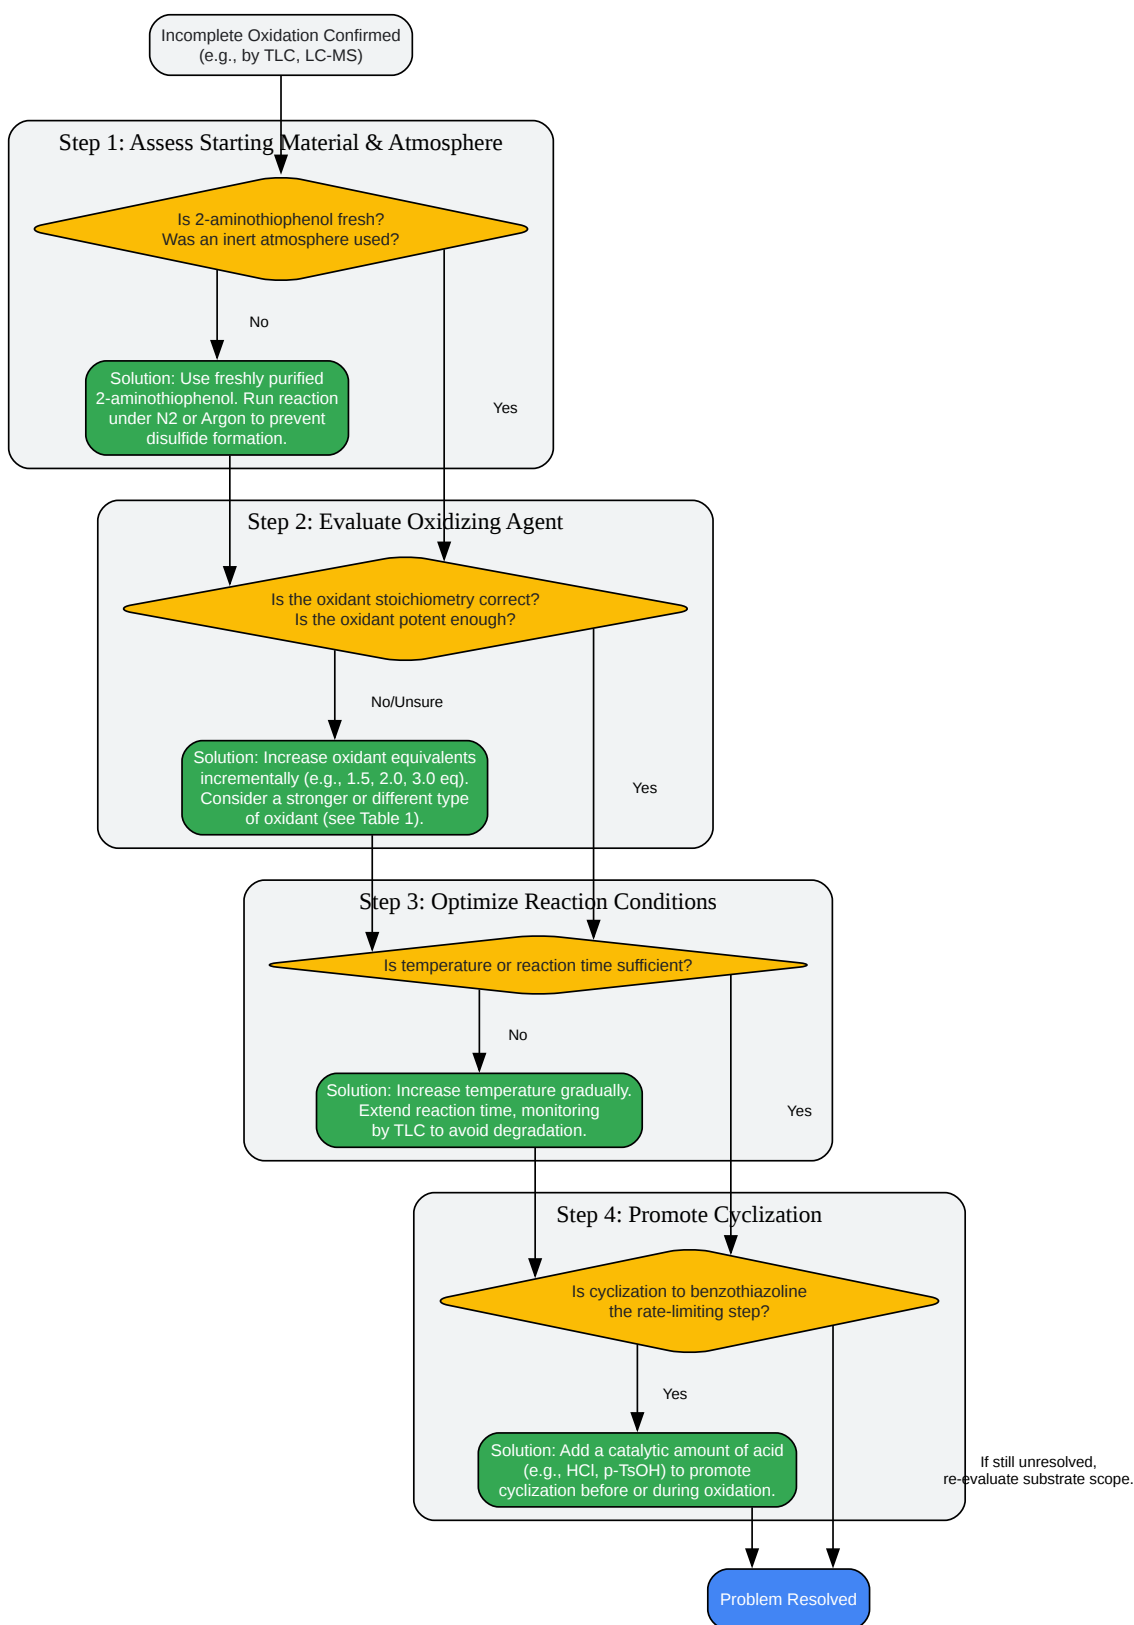 Incomplete Oxidation Confirmed
(e.g., by TLC, LC-MS)
Step 1: Assess Starting Material & Atmosphere
Is 2-aminothiophenol fresh?
Was an inert atmosphere used?
No
Solution: Use freshly purified
2-aminothiophenol. Run reaction
under N2 or Argon to prevent
disulfide formation.
Yes
Step 2: Evaluate Oxidizing Agent
Is the oxidant stoichiometry correct?
Is the oxidant potent enough?
No/Unsure
Solution: Increase oxidant equivalents
incrementally (e.g., 1.5, 2.0, 3.0 eq).
Consider a stronger or different type
of oxidant (see Table 1).
Yes
Step 3: Optimize Reaction Conditions
Is temperature or reaction time sufficient?
No
Solution: Increase temperature gradually.
Extend reaction time, monitoring
by TLC to avoid degradation.
Yes
Step 4: Promote Cyclization
Is cyclization to benzothiazoline
the rate-limiting step?
Yes
Solution: Add a catalytic amount of acid
(e.g., HCl, p-TsOH) to promote
cyclization before or during oxidation.
If still unresolved,
re-evaluate substrate scope.
Problem Resolved